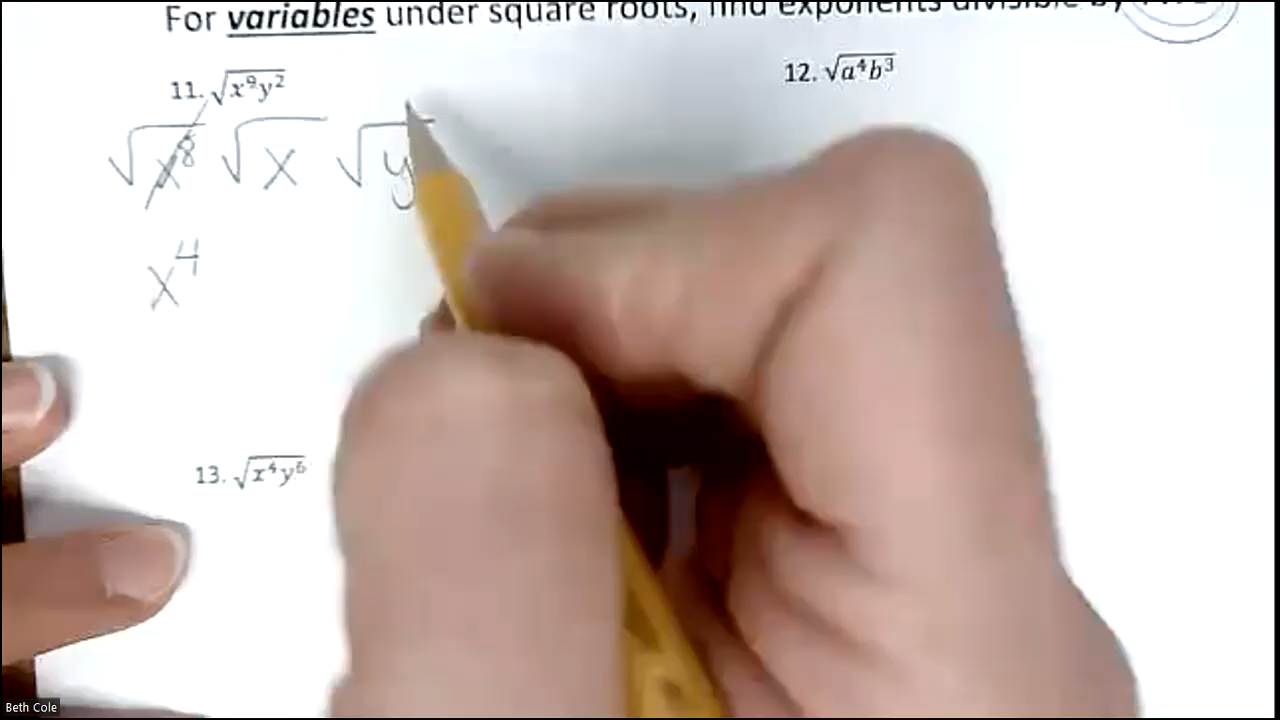 For variables under square roots, find exponents divisible by
11. √x⁹y² 12. √a⁴b³
√x⁸ √x √y
x⁴
13. √x⁴y⁶
Beth Cole